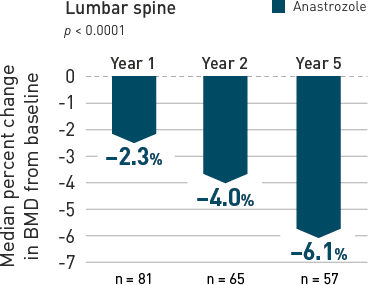 Lumbar spine
Anastrozole
p < 0.0001
Median percent change
in BMD from baseline
Year 1 Year 2 Year 5
0
-1
-2
-3
-4
-5
-6
-7
–2.3%
–4.0%
–6.1%
n = 81 n = 65 n = 57